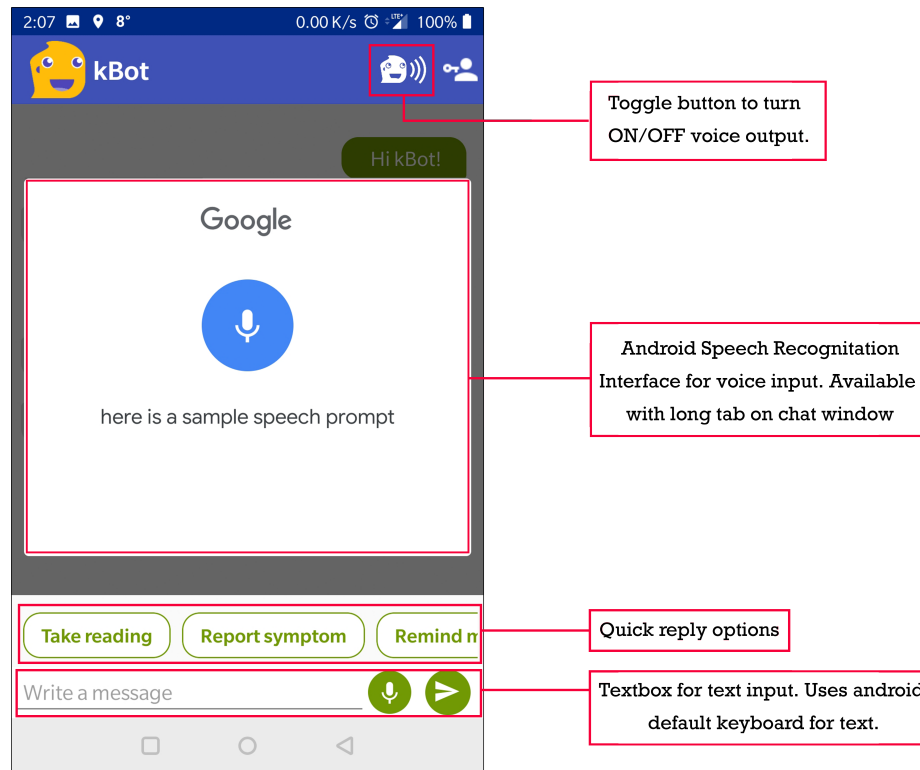 2:07 8° 0.00 K/s LTE+ 100%
kBot
Hi kBot!
Google
here is a sample speech prompt
Take reading Report symptom Remind m
Write a message
Toggle button to turn
ON/OFF voice output.
Android Speech Recognitation
Interface for voice input. Available
with long tab on chat window
Quick reply options
Textbox for text input. Uses android
default keyboard for text.